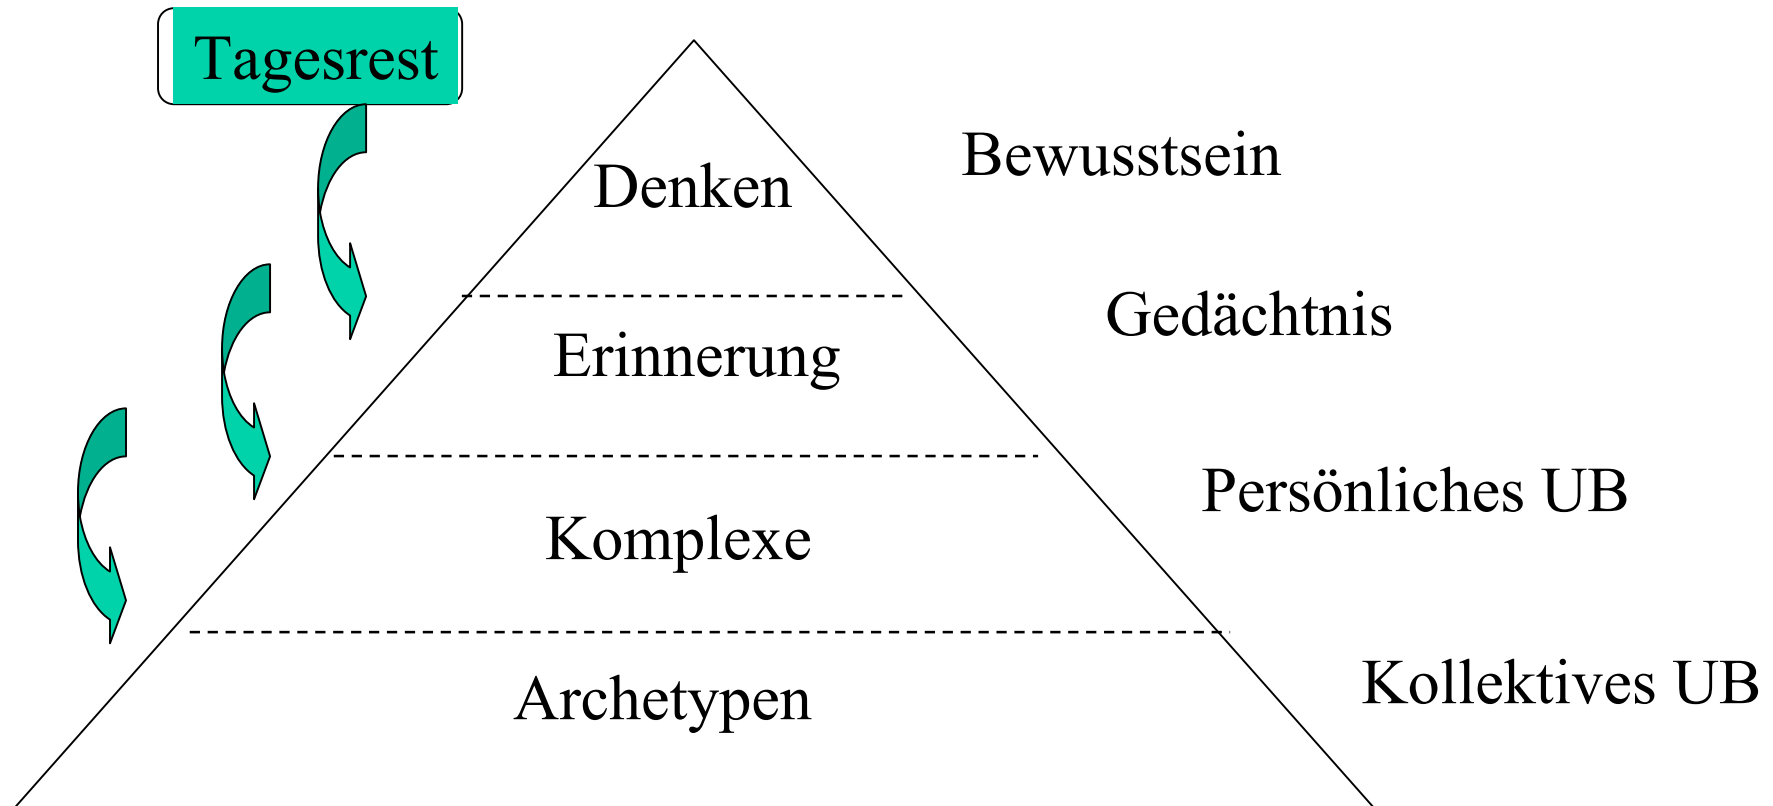 Tagesrest
Bewusstsein
Denken
Gedächtnis
Erinnerung
Persönliches UB
Komplexe
Kollektives UB
Archetypen